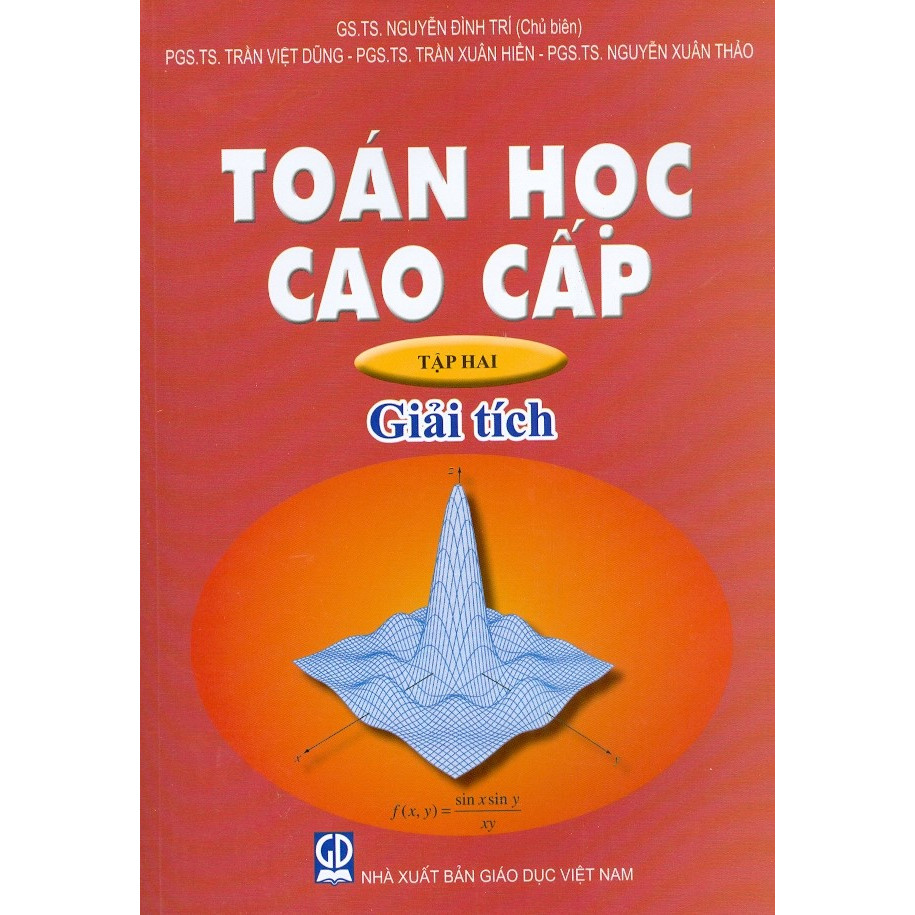 GS.TS. NGUYỄN ĐÌNH TRÍ (Chủ biên)
PGS.TS. TRẦN VIỆT DŨNG - PGS.TS. TRẦN XUÂN HIỂN - PGS.TS. NGUYỄN XUÂN THẢO
TOÁN HỌC
CAO CẤP
TẬP HAI
Giải tích
z
x
y
f(x, y) = sin x sin y / xy
GD
NHÀ XUẤT BẢN GIÁO DỤC VIỆT NAM